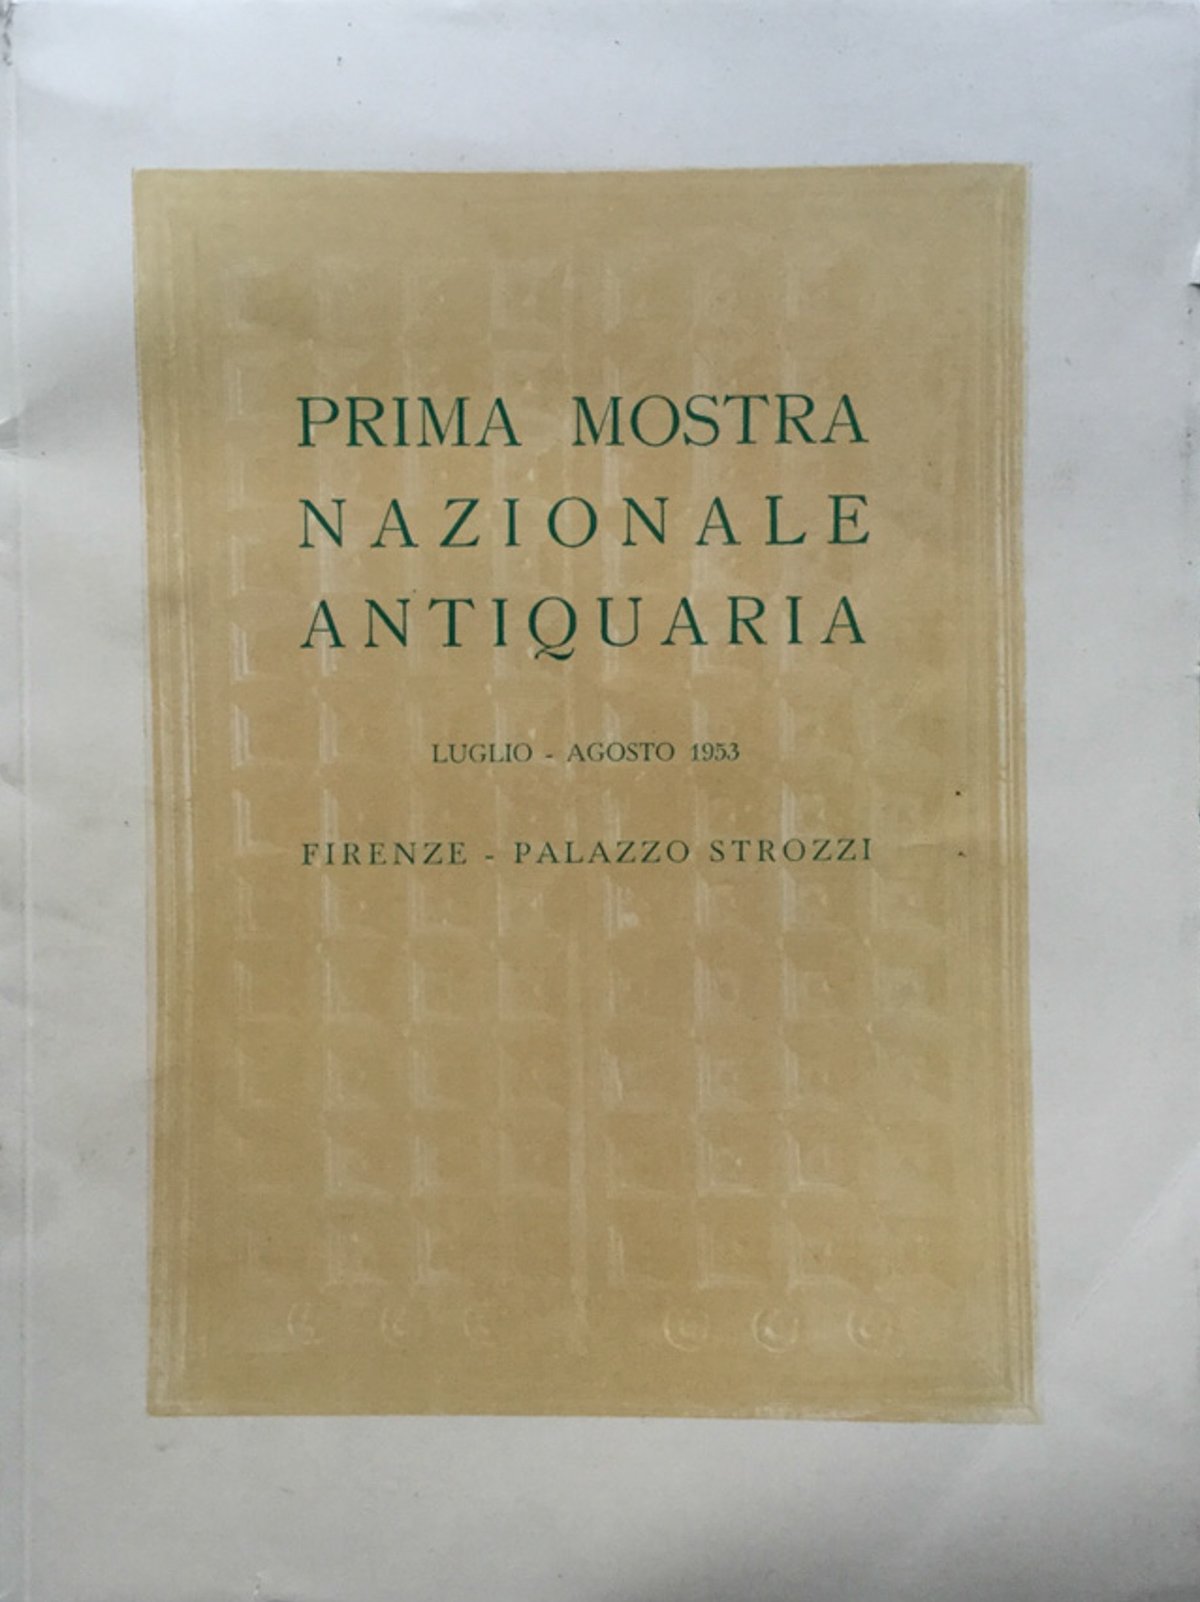 PRIMA MOSTRA
NAZIONALE
ANTIQUARIA
LUGLIO - AGOSTO 1953
FIRENZE - PALAZZO STROZZI